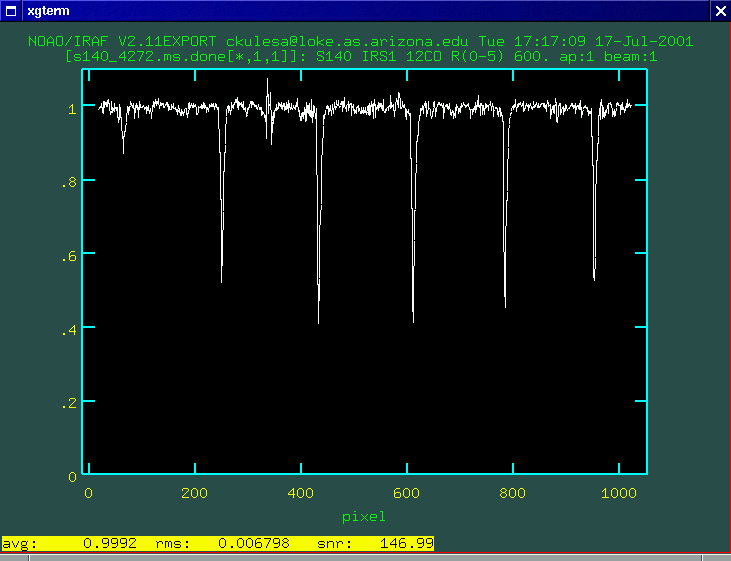 xgterm
NOAO/IRAF V2.11EXPORT ckulesa@loke.as.arizona.edu Tue 17:17:09 17-Jul-2001
[s140_4272.ms.done[*,1,1]]: S140 IRS1 12CO R(0-5) 600. ap:1 beam:1
1
.8
.6
.4
.2
0
0 200 400 600 800 1000
pixel
avg: 0.9992 rms: 0.006798 snr: 146.99